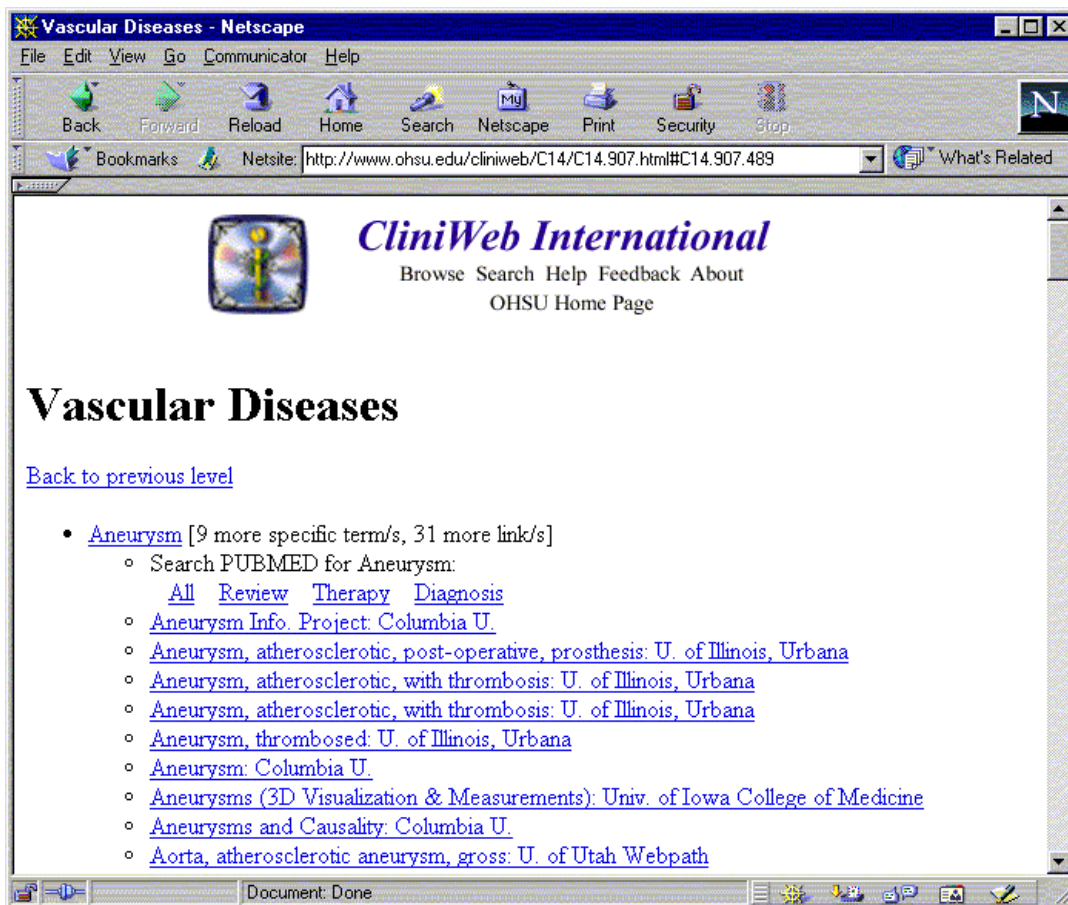 Vascular Diseases - Netscape
File Edit View Go Communicator Help
N
Back Forward Reload Home Search Netscape Print Security Stop
My
Bookmarks Netsite: http://www.ohsu.edu/cliniweb/C14/C14.907.html#C14.907.489 What's Related
CliniWeb International
Browse Search Help Feedback About
OHSU Home Page
Vascular Diseases
Back to previous level
Aneurysm [9 more specific term/s, 31 more link/s]
Search PUBMED for Aneurysm:
All Review Therapy Diagnosis
Aneurysm Info. Project: Columbia U.
Aneurysm, atherosclerotic, post-operative, prosthesis: U. of Illinois, Urbana
Aneurysm, atherosclerotic, with thrombosis: U. of Illinois, Urbana
Aneurysm, atherosclerotic, with thrombosis: U. of Illinois, Urbana
Aneurysm, thrombosed: U. of Illinois, Urbana
Aneurysm: Columbia U.
Aneurysms (3D Visualization & Measurements): Univ. of Iowa College of Medicine
Aneurysms and Causality: Columbia U.
Aorta, atherosclerotic aneurysm, gross: U. of Utah Webpath
Document: Done